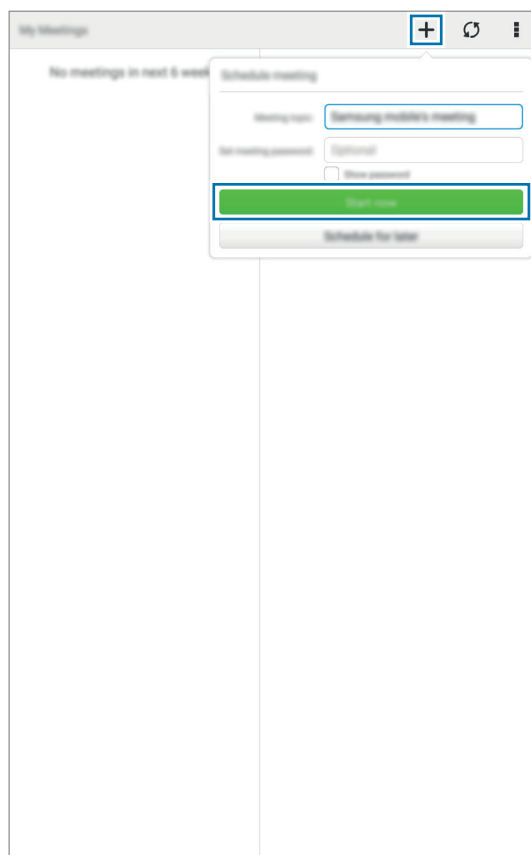 My Meetings
No meetings in next 6 week
Schedule meeting
Meeting topic:
Samsung mobile's meeting
Set meeting password:
Optional
Show password
Start now
Schedule for later